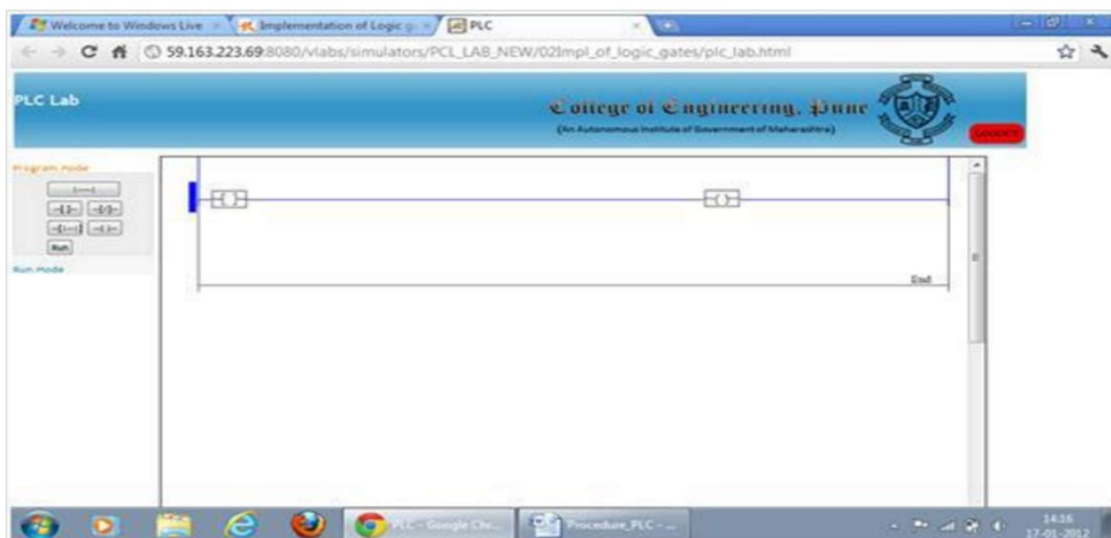 Welcome to Windows Live
Implementation of Logic g
PLC
59.163.223.69:8080/vlabs/simulators/PCL_LAB_NEW/02Impl_of_logic_gates/plc_lab.html
PLC Lab
College of Engineering, Pune
(An Autonomous Institute of Government of Maharashtra)
Logout
Program mode
Run
Run Mode
End
PLC - Google Chr...
Procedure_PLC - ...
14:16
17-01-2012